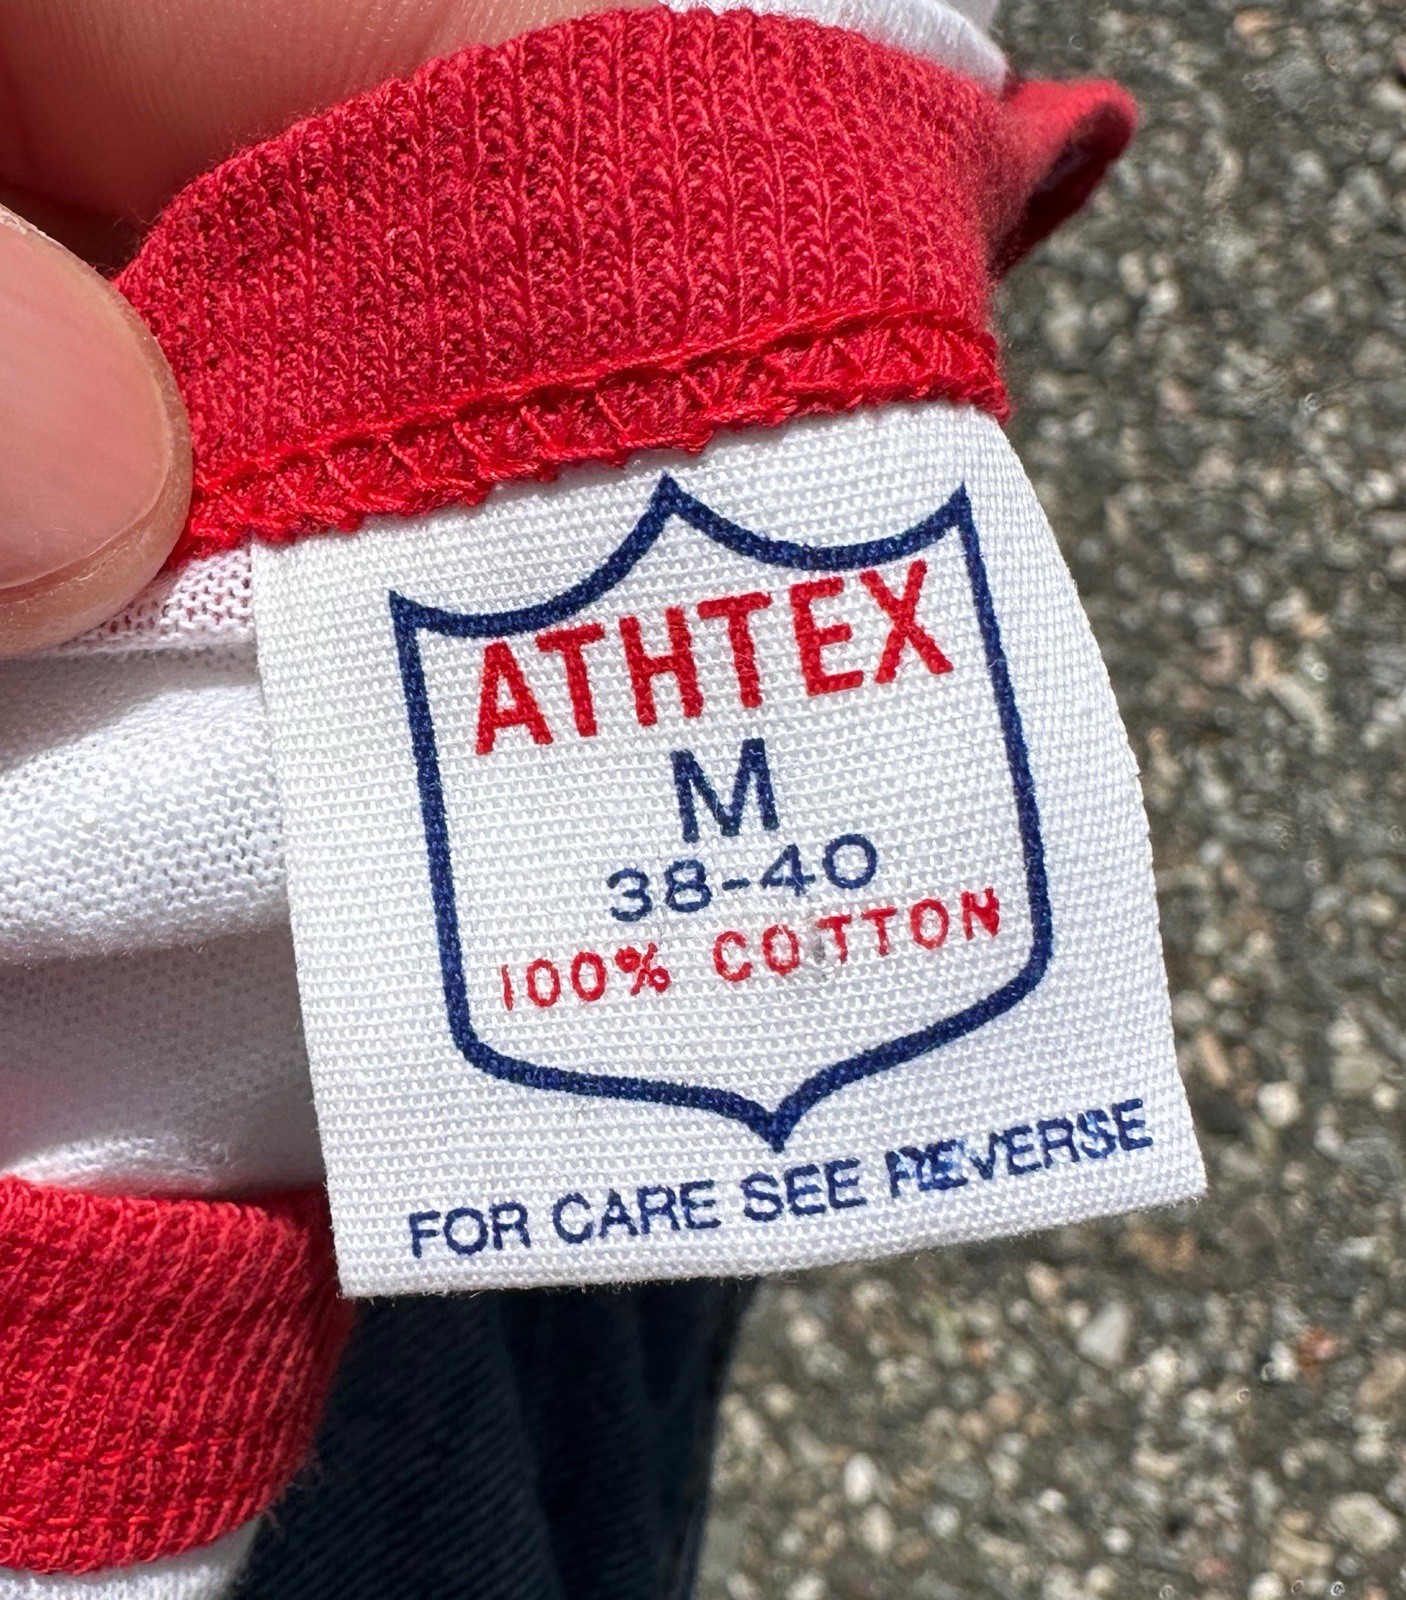 ATHTEX
M
38-40
100% COTTON
FOR CARE SEE REVERSE